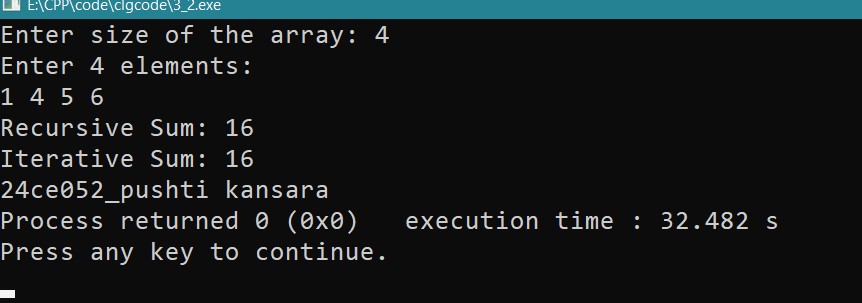 E:\CPP\code\clgcode\3_2.exe
Enter size of the array: 4
Enter 4 elements:
1 4 5 6
Recursive Sum: 16
Iterative Sum: 16
24ce052_pushti kansara
Process returned 0 (0x0)   execution time : 32.482 s
Press any key to continue.